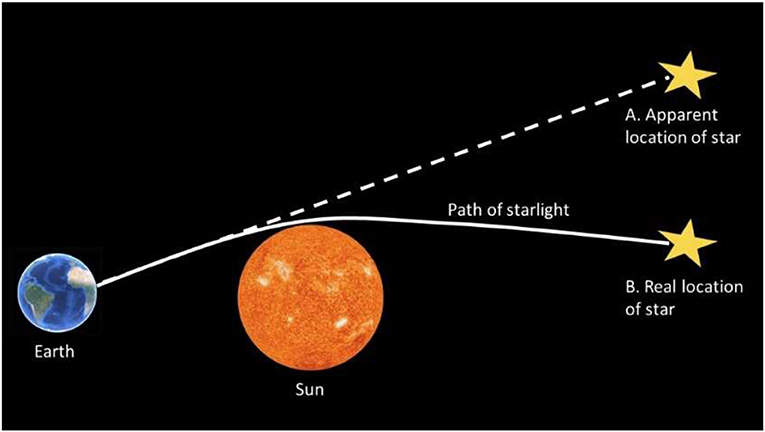 A. Apparent
location of star
Path of starlight
B. Real location
of star
Earth
Sun